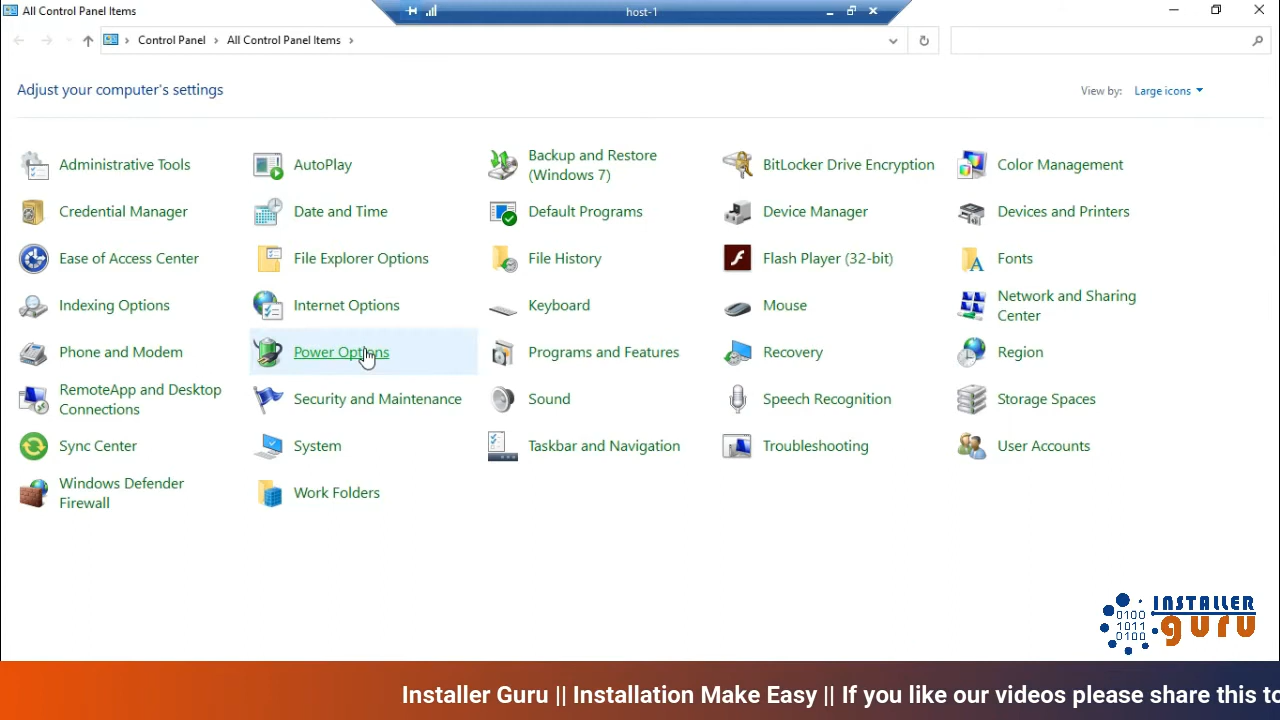 All Control Panel Items
host-1
Control Panel > All Control Panel Items >
Adjust your computer's settings
View by: Large icons
Administrative Tools
AutoPlay
Backup and Restore
(Windows 7)
BitLocker Drive Encryption
Color Management
Credential Manager
Date and Time
Default Programs
Device Manager
Devices and Printers
Ease of Access Center
File Explorer Options
File History
Flash Player (32-bit)
Fonts
Indexing Options
Internet Options
Keyboard
Mouse
Network and Sharing
Center
Phone and Modem
Power Options
Programs and Features
Recovery
Region
RemoteApp and Desktop
Connections
Security and Maintenance
Sound
Speech Recognition
Storage Spaces
Sync Center
System
Taskbar and Navigation
Troubleshooting
User Accounts
Windows Defender
Firewall
Work Folders
INSTALLER
guru
0100
1011
0100
Installer Guru || Installation Make Easy || If you like our videos please share this to